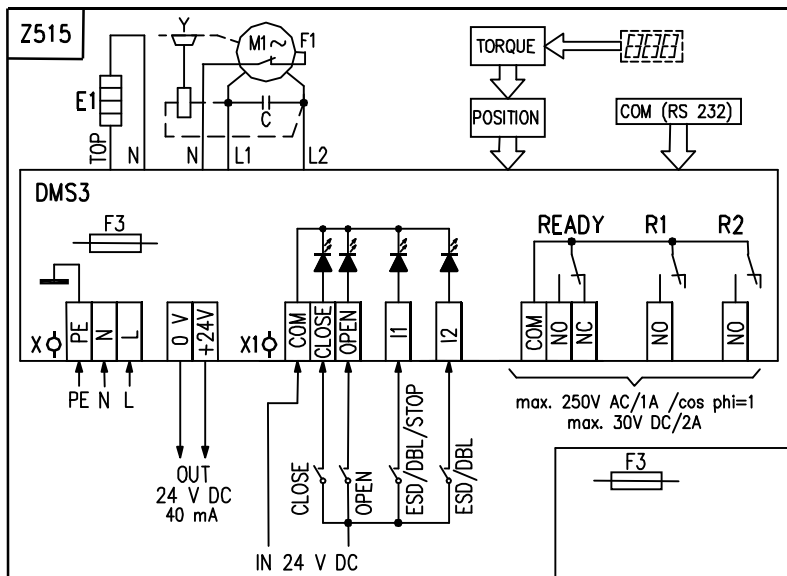 Z515
Y
M1 ~
F1
E1
C
TOP
N
N
L1
L2
TORQUE
POSITION
COM (RS 232)
DMS3
F3
READY
R1
R2
X
PE
N
L
0 V
+24V
X1
COM
CLOSE
OPEN
I1
I2
COM
NO
NC
NO
NO
PE
N
L
OUT
24 V DC
40 mA
CLOSE
OPEN
ESD/DBL/STOP
ESD/DBL
IN 24 V DC
max. 250V AC/1A /cos phi=1
max. 30V DC/2A
F3